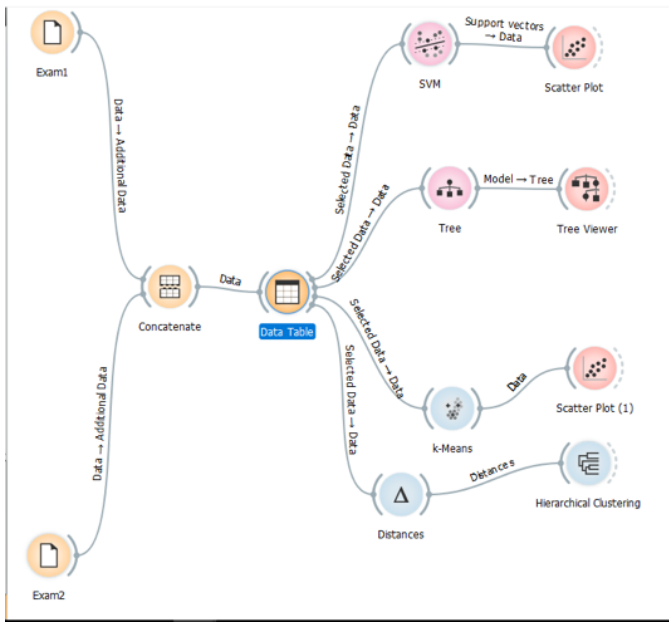 Exam1
Data → Additional Data
Exam2
Data → Additional Data
Concatenate
Data
Data Table
Selected Data → Data
SVM
Support vectors
→ Data
Scatter Plot
Selected Data → Data
Tree
Model → Tree
Tree Viewer
Selected Data → Data
k-Means
Data
Scatter Plot (1)
Selected Data → Data
Distances
Distances
Hierarchical Clustering